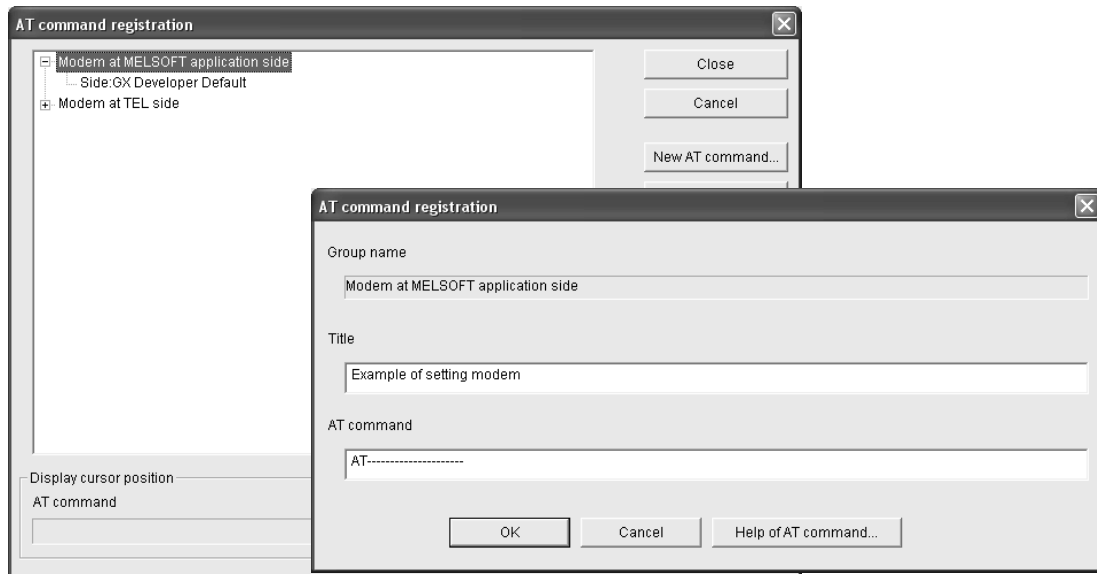 AT command registration
Modem at MELSOFT application side
Side:GX Developer Default
Modem at TEL side
Close
Cancel
New AT command...
AT command registration
Group name
Modem at MELSOFT application side
Title
Example of setting modem
AT command
AT---------------------
OK
Cancel
Help of AT command...
Display cursor position
AT command